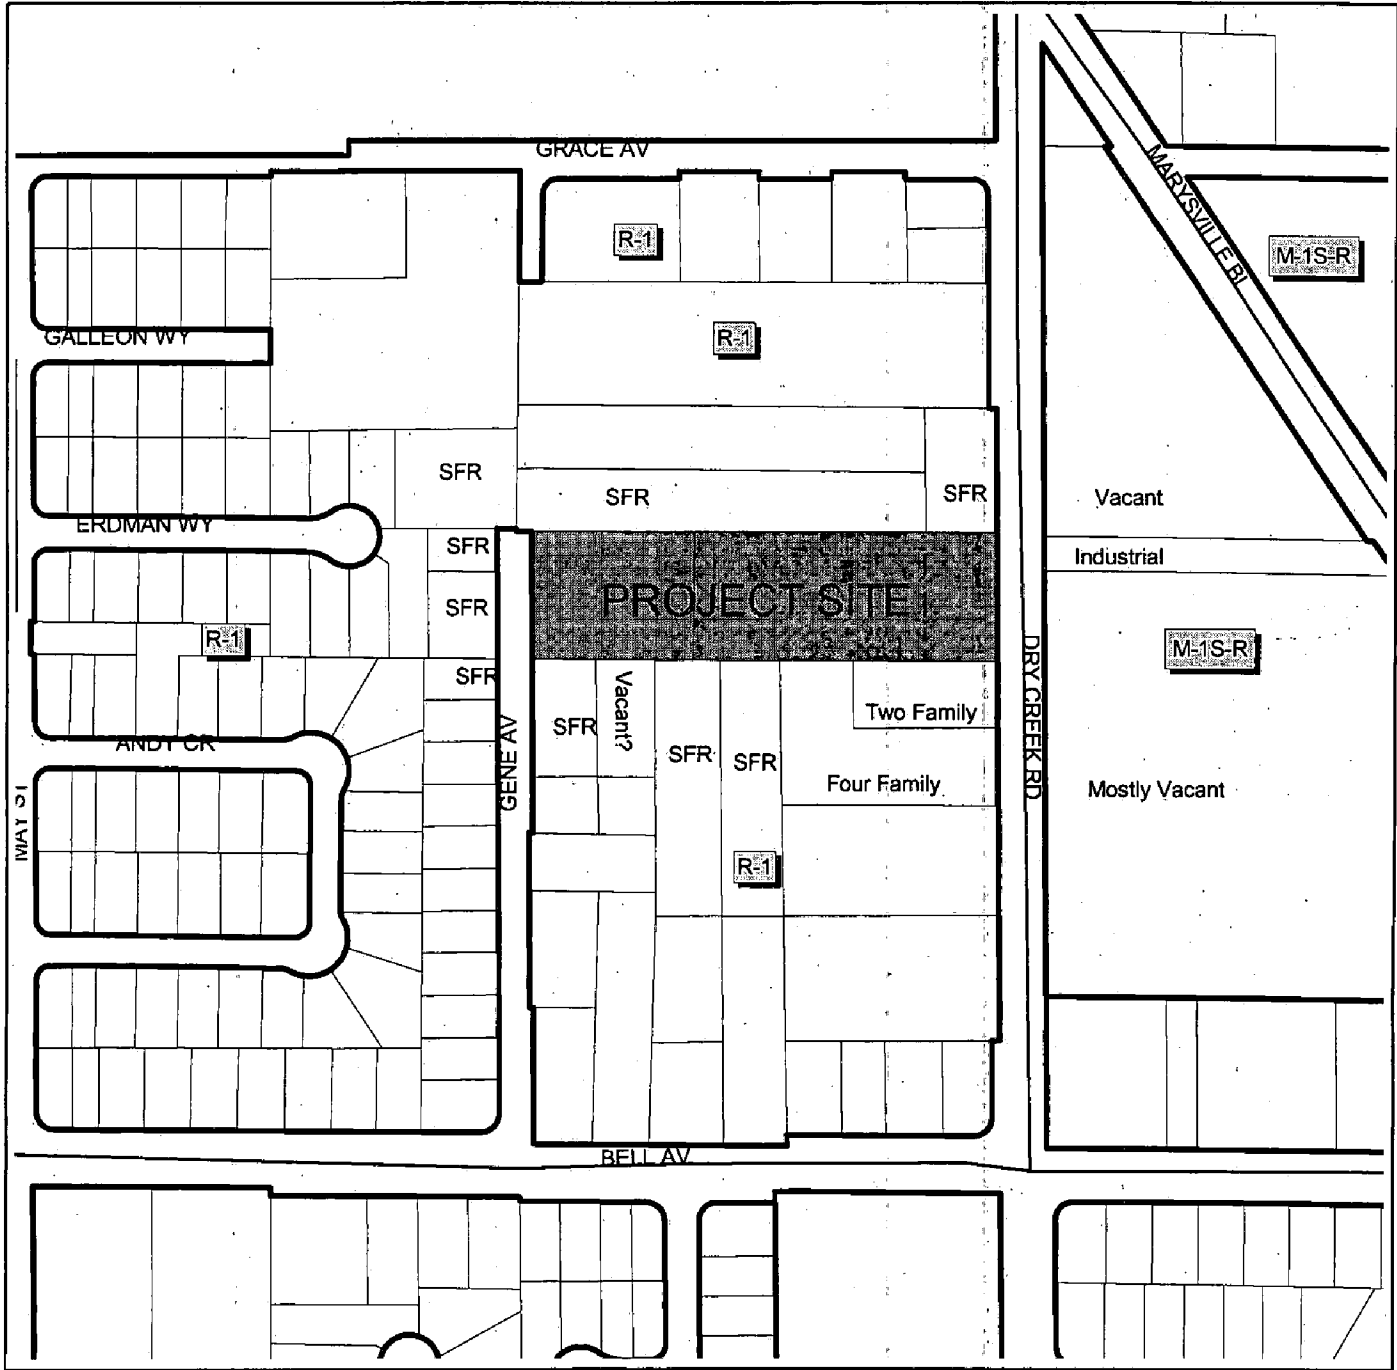 GRACE AV
MARYSVILLE BL
R-1
M-1S-R
GALLEON WY
R-1
SFR
SFR
SFR
Vacant
ERDMAN WY
SFR
Industrial
PROJECT SITE
SFR
R-1
M-1S-R
SFR
DRY CREEK RD
Vacant?
SFR
Two Family
ANDY CR
GENE AV
SFR
SFR
Four Family
Mostly Vacant
MAY ST
R-1
BELL AV